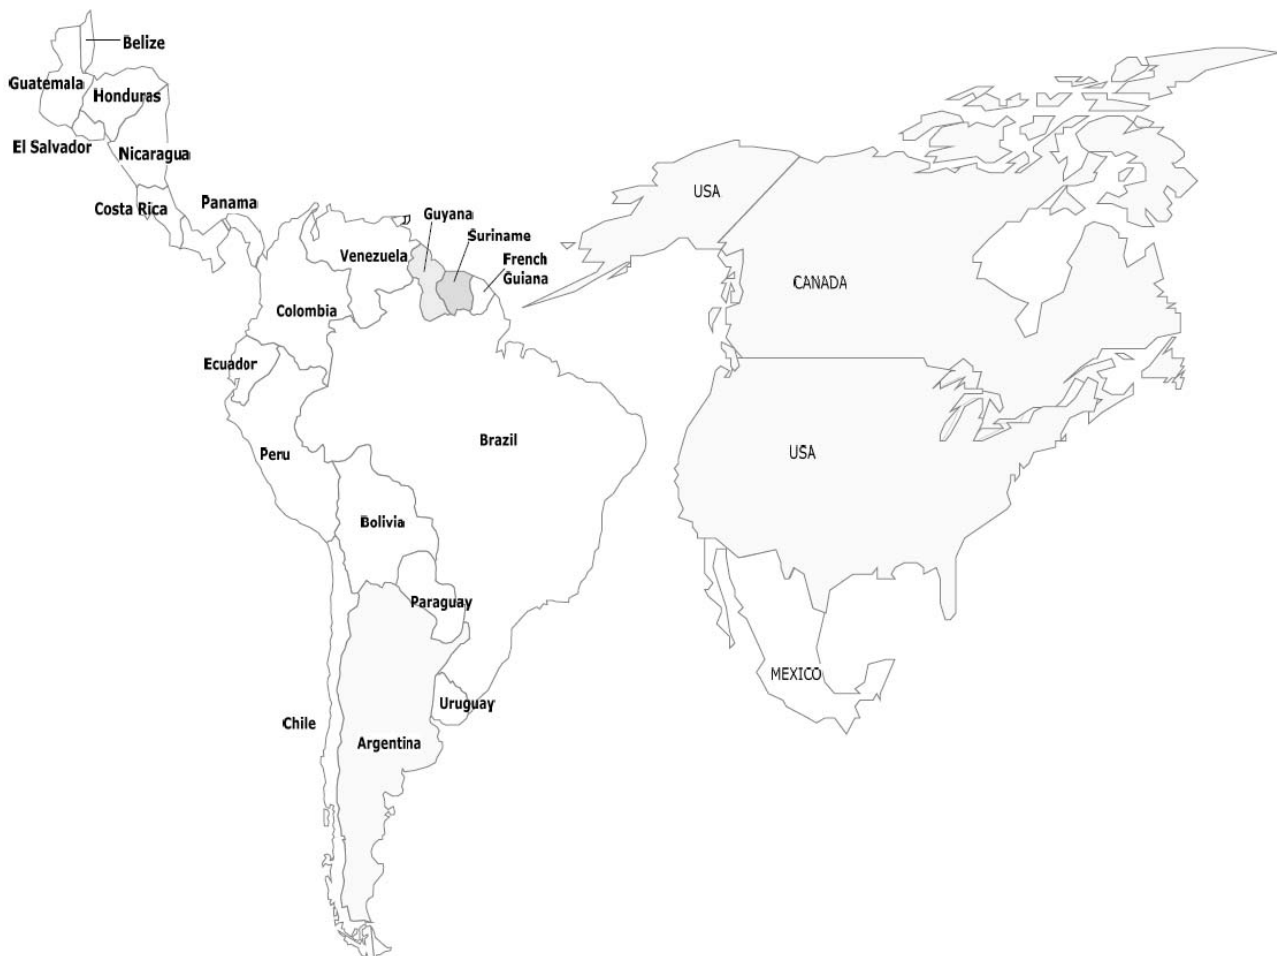 Belize
Guatemala
Honduras
El Salvador
Nicaragua
Costa Rica
Panama
Guyana
Suriname
Venezuela
French
Guiana
Colombia
Ecuador
Peru
Brazil
Bolivia
Paraguay
Uruguay
Chile
Argentina
USA
CANADA
USA
MEXICO